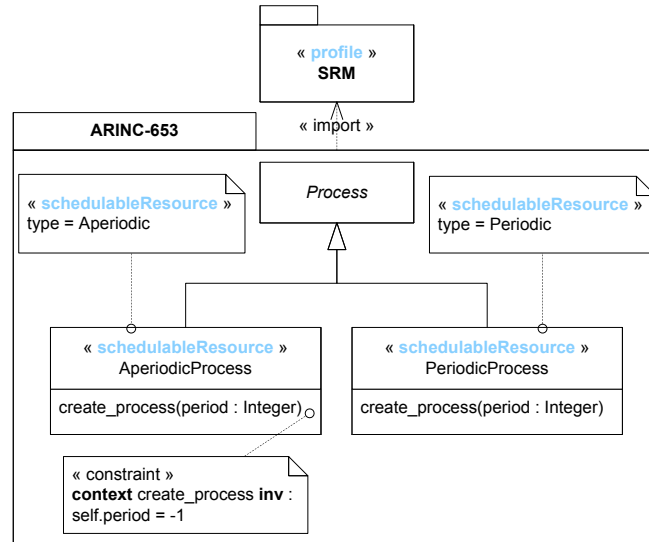 « profile »
SRM
« import »
ARINC-653
Process
« schedulableResource »
type = Aperiodic
« schedulableResource »
type = Periodic
« schedulableResource »
AperiodicProcess
create_process(period : Integer)
« schedulableResource »
PeriodicProcess
create_process(period : Integer)
« constraint »
context create_process inv :
self.period = -1